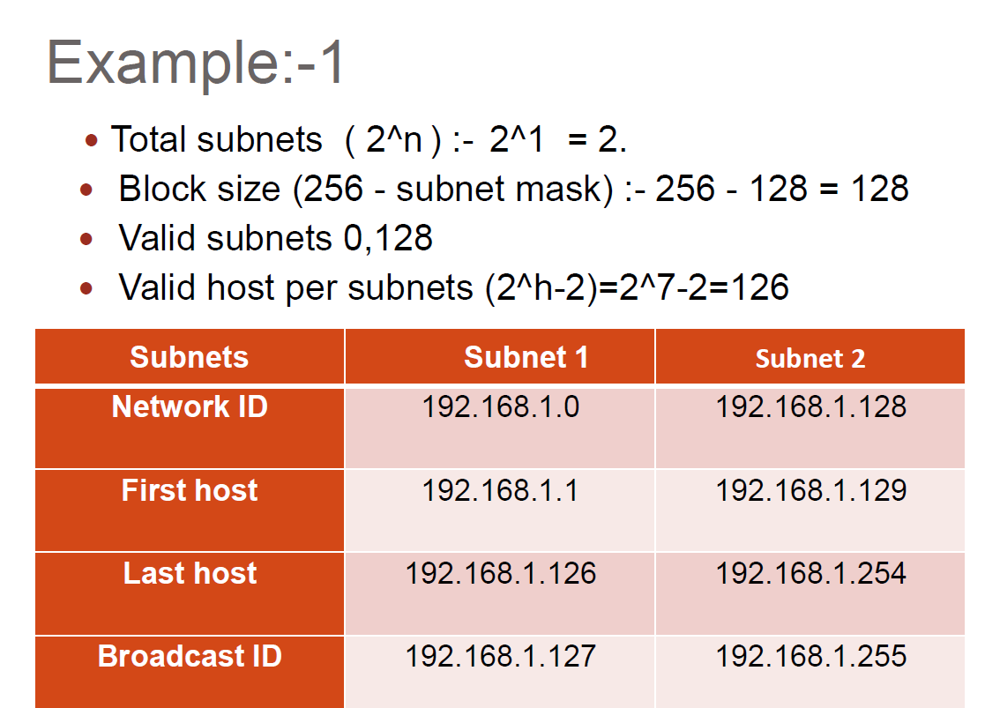 Example:-1
• Total subnets ( 2^n ) :- 2^1 = 2.
• Block size (256 - subnet mask) :- 256 - 128 = 128
• Valid subnets 0,128
• Valid host per subnets (2^h-2)=2^7-2=126
Subnets Subnet 1 Subnet 2
Network ID 192.168.1.0 192.168.1.128
First host 192.168.1.1 192.168.1.129
Last host 192.168.1.126 192.168.1.254
Broadcast ID 192.168.1.127 192.168.1.255